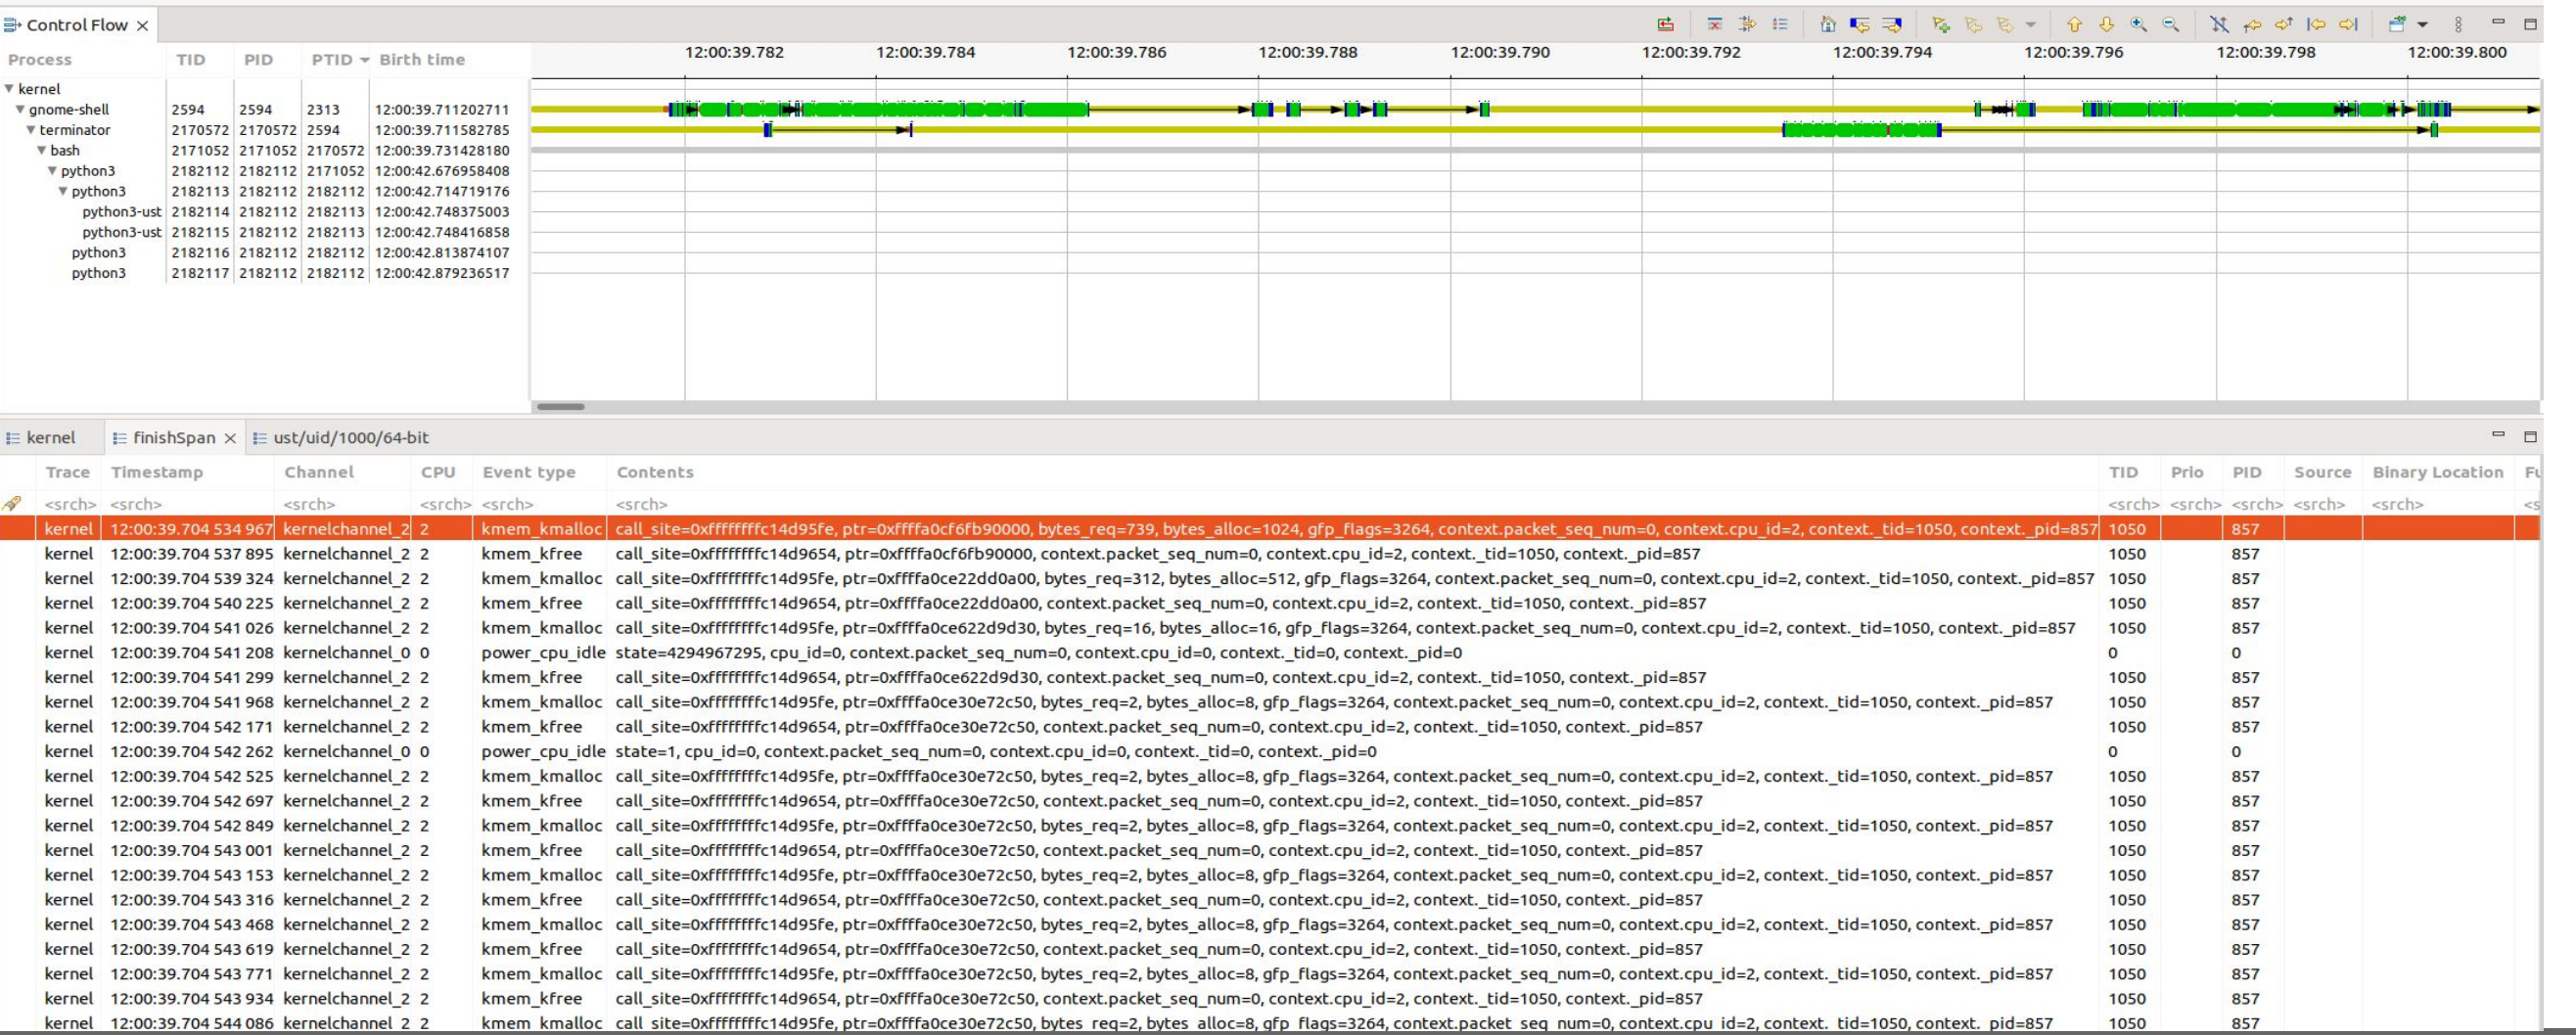 Control Flow
12:00:39.782 12:00:39.784 12:00:39.786 12:00:39.788 12:00:39.790 12:00:39.792 12:00:39.794 12:00:39.796 12:00:39.798 12:00:39.800
Process TID PID PTID Birth time
kernel
gnome-shell 2594 2594 2313 12:00:39.711202711
terminator 2170572 2170572 2594 12:00:39.711582785
bash 2171052 2171052 2170572 12:00:39.731428180
python3 2182112 2182112 2171052 12:00:42.676958408
python3 2182113 2182112 2182112 12:00:42.714719176
python3-ust 2182114 2182112 2182113 12:00:42.748375003
python3-ust 2182115 2182112 2182113 12:00:42.748416858
python3 2182116 2182112 2182112 12:00:42.813874107
python3 2182117 2182112 2182112 12:00:42.879236517
kernel finishSpan ust/uid/1000/64-bit
Trace Timestamp Channel CPU Event type Contents TID Prio PID Source Binary Location Fu
<srch> <srch> <srch> <srch> <srch> <srch> <srch> <srch> <srch> <srch> <srch> <s
kernel 12:00:39.704 534 967 kernelchannel_2 2 kmem_kmalloc call_site=0xffffffffc14d95fe, ptr=0xffffa0cf6fb90000, bytes_req=739, bytes_alloc=1024, gfp_flags=3264, context.packet_seq_num=0, context.cpu_id=2, context._tid=1050, context._pid=857 1050 857
kernel 12:00:39.704 537 895 kernelchannel_2 2 kmem_kfree call_site=0xffffffffc14d9654, ptr=0xffffa0cf6fb90000, context.packet_seq_num=0, context.cpu_id=2, context._tid=1050, context._pid=857 1050 857
kernel 12:00:39.704 539 324 kernelchannel_2 2 kmem_kmalloc call_site=0xffffffffc14d95fe, ptr=0xffffa0ce22dd0a00, bytes_req=312, bytes_alloc=512, gfp_flags=3264, context.packet_seq_num=0, context.cpu_id=2, context._tid=1050, context._pid=857 1050 857
kernel 12:00:39.704 540 225 kernelchannel_2 2 kmem_kfree call_site=0xffffffffc14d9654, ptr=0xffffa0ce22dd0a00, context.packet_seq_num=0, context.cpu_id=2, context._tid=1050, context._pid=857 1050 857
kernel 12:00:39.704 541 026 kernelchannel_2 2 kmem_kmalloc call_site=0xffffffffc14d95fe, ptr=0xffffa0ce622d9d30, bytes_req=16, bytes_alloc=16, gfp_flags=3264, context.packet_seq_num=0, context.cpu_id=2, context._tid=1050, context._pid=857 1050 857
kernel 12:00:39.704 541 208 kernelchannel_0 0 power_cpu_idle state=4294967295, cpu_id=0, context.packet_seq_num=0, context.cpu_id=0, context._tid=0, context._pid=0 0 0
kernel 12:00:39.704 541 299 kernelchannel_2 2 kmem_kfree call_site=0xffffffffc14d9654, ptr=0xffffa0ce622d9d30, context.packet_seq_num=0, context.cpu_id=2, context._tid=1050, context._pid=857 1050 857
kernel 12:00:39.704 541 968 kernelchannel_2 2 kmem_kmalloc call_site=0xffffffffc14d95fe, ptr=0xffffa0ce30e72c50, bytes_req=2, bytes_alloc=8, gfp_flags=3264, context.packet_seq_num=0, context.cpu_id=2, context._tid=1050, context._pid=857 1050 857
kernel 12:00:39.704 542 171 kernelchannel_2 2 kmem_kfree call_site=0xffffffffc14d9654, ptr=0xffffa0ce30e72c50, context.packet_seq_num=0, context.cpu_id=2, context._tid=1050, context._pid=857 1050 857
kernel 12:00:39.704 542 262 kernelchannel_0 0 power_cpu_idle state=1, cpu_id=0, context.packet_seq_num=0, context.cpu_id=0, context._tid=0, context._pid=0 0 0
kernel 12:00:39.704 542 525 kernelchannel_2 2 kmem_kmalloc call_site=0xffffffffc14d95fe, ptr=0xffffa0ce30e72c50, bytes_req=2, bytes_alloc=8, gfp_flags=3264, context.packet_seq_num=0, context.cpu_id=2, context._tid=1050, context._pid=857 1050 857
kernel 12:00:39.704 542 697 kernelchannel_2 2 kmem_kfree call_site=0xffffffffc14d9654, ptr=0xffffa0ce30e72c50, context.packet_seq_num=0, context.cpu_id=2, context._tid=1050, context._pid=857 1050 857
kernel 12:00:39.704 542 849 kernelchannel_2 2 kmem_kmalloc call_site=0xffffffffc14d95fe, ptr=0xffffa0ce30e72c50, bytes_req=2, bytes_alloc=8, gfp_flags=3264, context.packet_seq_num=0, context.cpu_id=2, context._tid=1050, context._pid=857 1050 857
kernel 12:00:39.704 543 001 kernelchannel_2 2 kmem_kfree call_site=0xffffffffc14d9654, ptr=0xffffa0ce30e72c50, context.packet_seq_num=0, context.cpu_id=2, context._tid=1050, context._pid=857 1050 857
kernel 12:00:39.704 543 153 kernelchannel_2 2 kmem_kmalloc call_site=0xffffffffc14d95fe, ptr=0xffffa0ce30e72c50, bytes_req=2, bytes_alloc=8, gfp_flags=3264, context.packet_seq_num=0, context.cpu_id=2, context._tid=1050, context._pid=857 1050 857
kernel 12:00:39.704 543 316 kernelchannel_2 2 kmem_kfree call_site=0xffffffffc14d9654, ptr=0xffffa0ce30e72c50, context.packet_seq_num=0, context.cpu_id=2, context._tid=1050, context._pid=857 1050 857
kernel 12:00:39.704 543 468 kernelchannel_2 2 kmem_kmalloc call_site=0xffffffffc14d95fe, ptr=0xffffa0ce30e72c50, bytes_req=2, bytes_alloc=8, gfp_flags=3264, context.packet_seq_num=0, context.cpu_id=2, context._tid=1050, context._pid=857 1050 857
kernel 12:00:39.704 543 619 kernelchannel_2 2 kmem_kfree call_site=0xffffffffc14d9654, ptr=0xffffa0ce30e72c50, context.packet_seq_num=0, context.cpu_id=2, context._tid=1050, context._pid=857 1050 857
kernel 12:00:39.704 543 771 kernelchannel_2 2 kmem_kmalloc call_site=0xffffffffc14d95fe, ptr=0xffffa0ce30e72c50, bytes_req=2, bytes_alloc=8, gfp_flags=3264, context.packet_seq_num=0, context.cpu_id=2, context._tid=1050, context._pid=857 1050 857
kernel 12:00:39.704 543 934 kernelchannel_2 2 kmem_kfree call_site=0xffffffffc14d9654, ptr=0xffffa0ce30e72c50, context.packet_seq_num=0, context.cpu_id=2, context._tid=1050, context._pid=857 1050 857
kernel 12:00:39.704 544 086 kernelchannel_2 2 kmem_kmalloc call_site=0xffffffffc14d95fe, ptr=0xffffa0ce30e72c50, bytes_req=2, bytes_alloc=8, gfp_flags=3264, context.packet_seq_num=0, context.cpu_id=2, context._tid=1050, context._pid=857 1050 857